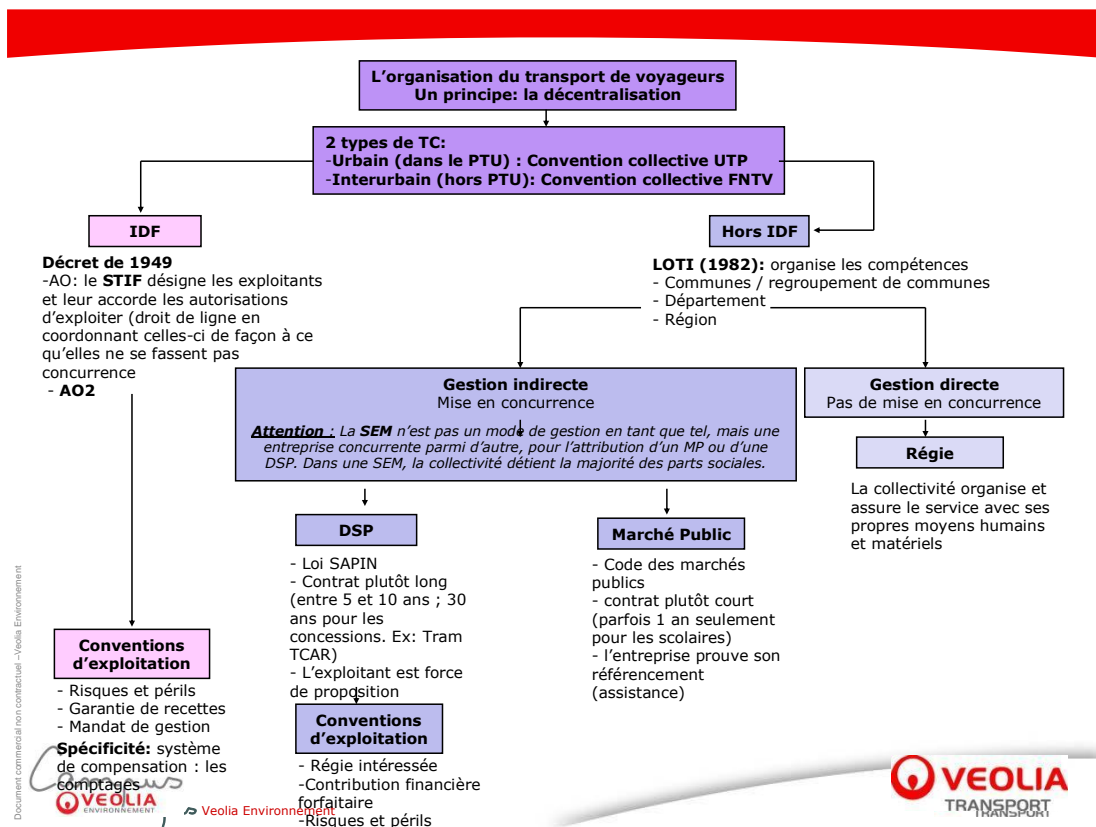 L'organisation du transport de voyageurs
Un principe: la décentralisation
2 types de TC:
-Urbain (dans le PTU) : Convention collective UTP
-Interurbain (hors PTU): Convention collective FNTV
IDF
Décret de 1949
-AO: le STIF désigne les exploitants
et leur accorde les autorisations
d'exploiter (droit de ligne en
coordonnant celles-ci de façon à ce
qu'elles ne se fassent pas
concurrence
- AO2
Hors IDF
LOTI (1982): organise les compétences
- Communes / regroupement de communes
- Département
- Région
Gestion indirecte
Mise en concurrence
Attention : La SEM n'est pas un mode de gestion en tant que tel, mais une
entreprise concurrente parmi d'autre, pour l'attribution d'un MP ou d'une
DSP. Dans une SEM, la collectivité détient la majorité des parts sociales.
Gestion directe
Pas de mise en concurrence
Régie
La collectivité organise et
assure le service avec ses
propres moyens humains
et matériels
DSP
- Loi SAPIN
- Contrat plutôt long
(entre 5 et 10 ans ; 30
ans pour les
concessions. Ex: Tram
TCAR)
- L'exploitant est force
de proposition
Marché Public
- Code des marchés
publics
- contrat plutôt court
(parfois 1 an seulement
pour les scolaires)
- l'entreprise prouve son
référencement
(assistance)
Conventions
d'exploitation
- Risques et périls
- Garantie de recettes
- Mandat de gestion
Spécificité: système
de compensation : les
comptages
Conventions
d'exploitation
- Régie intéressée
-Contribution financière
forfaitaire
-Risques et périls
Document commercial non contractuel –Veolia Environnement
Campus
VEOLIA
ENVIRONNEMENT
Veolia Environnement
VEOLIA
TRANSPORT
TRANSPORT